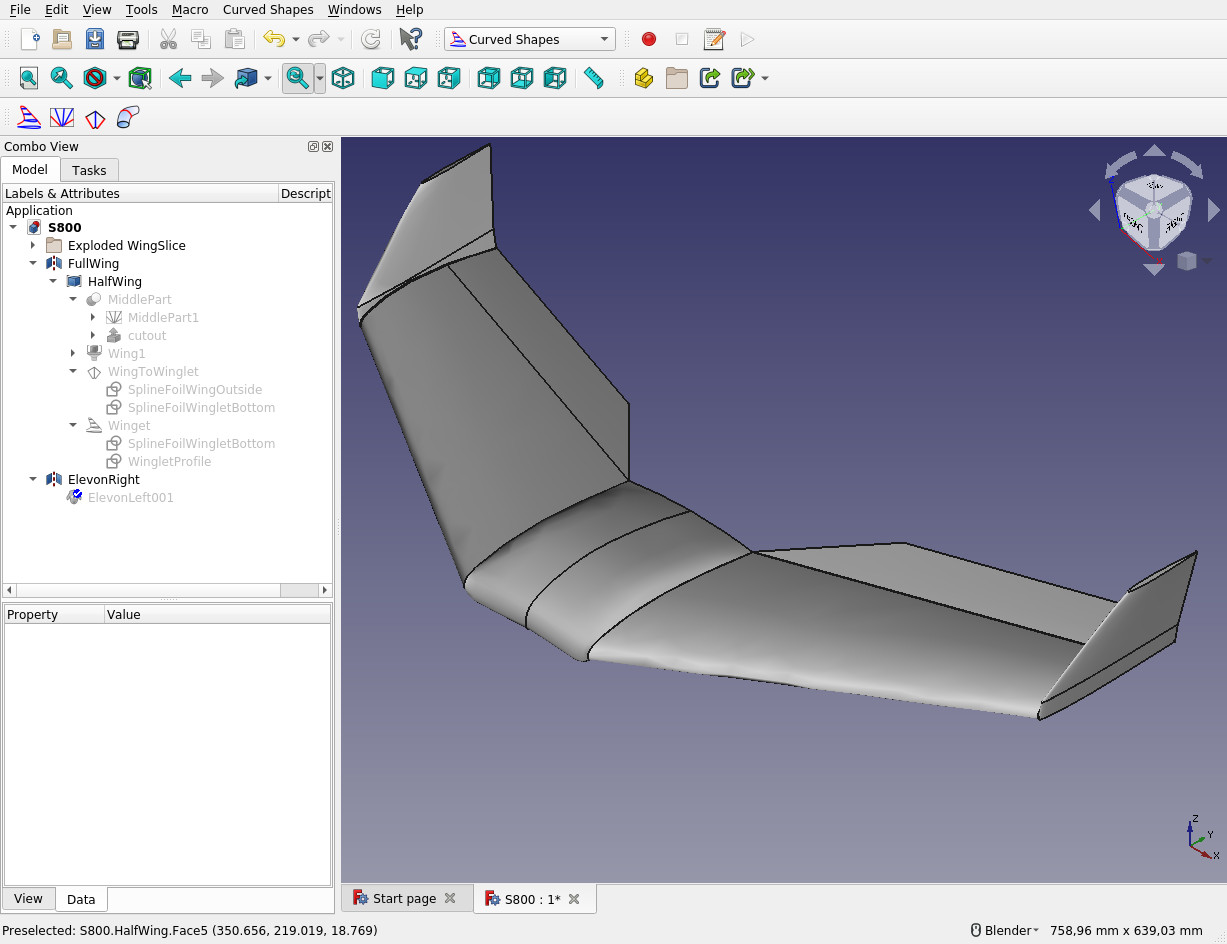 File Edit View Tools Macro Curved Shapes Windows Help
Curved Shapes
Combo View
Model Tasks
Labels & Attributes Descript
Application
S800
Exploded WingSlice
FullWing
HalfWing
MiddlePart
MiddlePart1
cutout
Wing1
WingToWinglet
SplineFoilWingOutside
SplineFoilWingletBottom
Winget
SplineFoilWingletBottom
WingletProfile
ElevonRight
ElevonLeft001
Property Value
Z
Y
X
View Data
Start page
S800 : 1*
Preselected: S800.HalfWing.Face5 (350.656, 219.019, 18.769)
Blender
758,96 mm x 639,03 mm